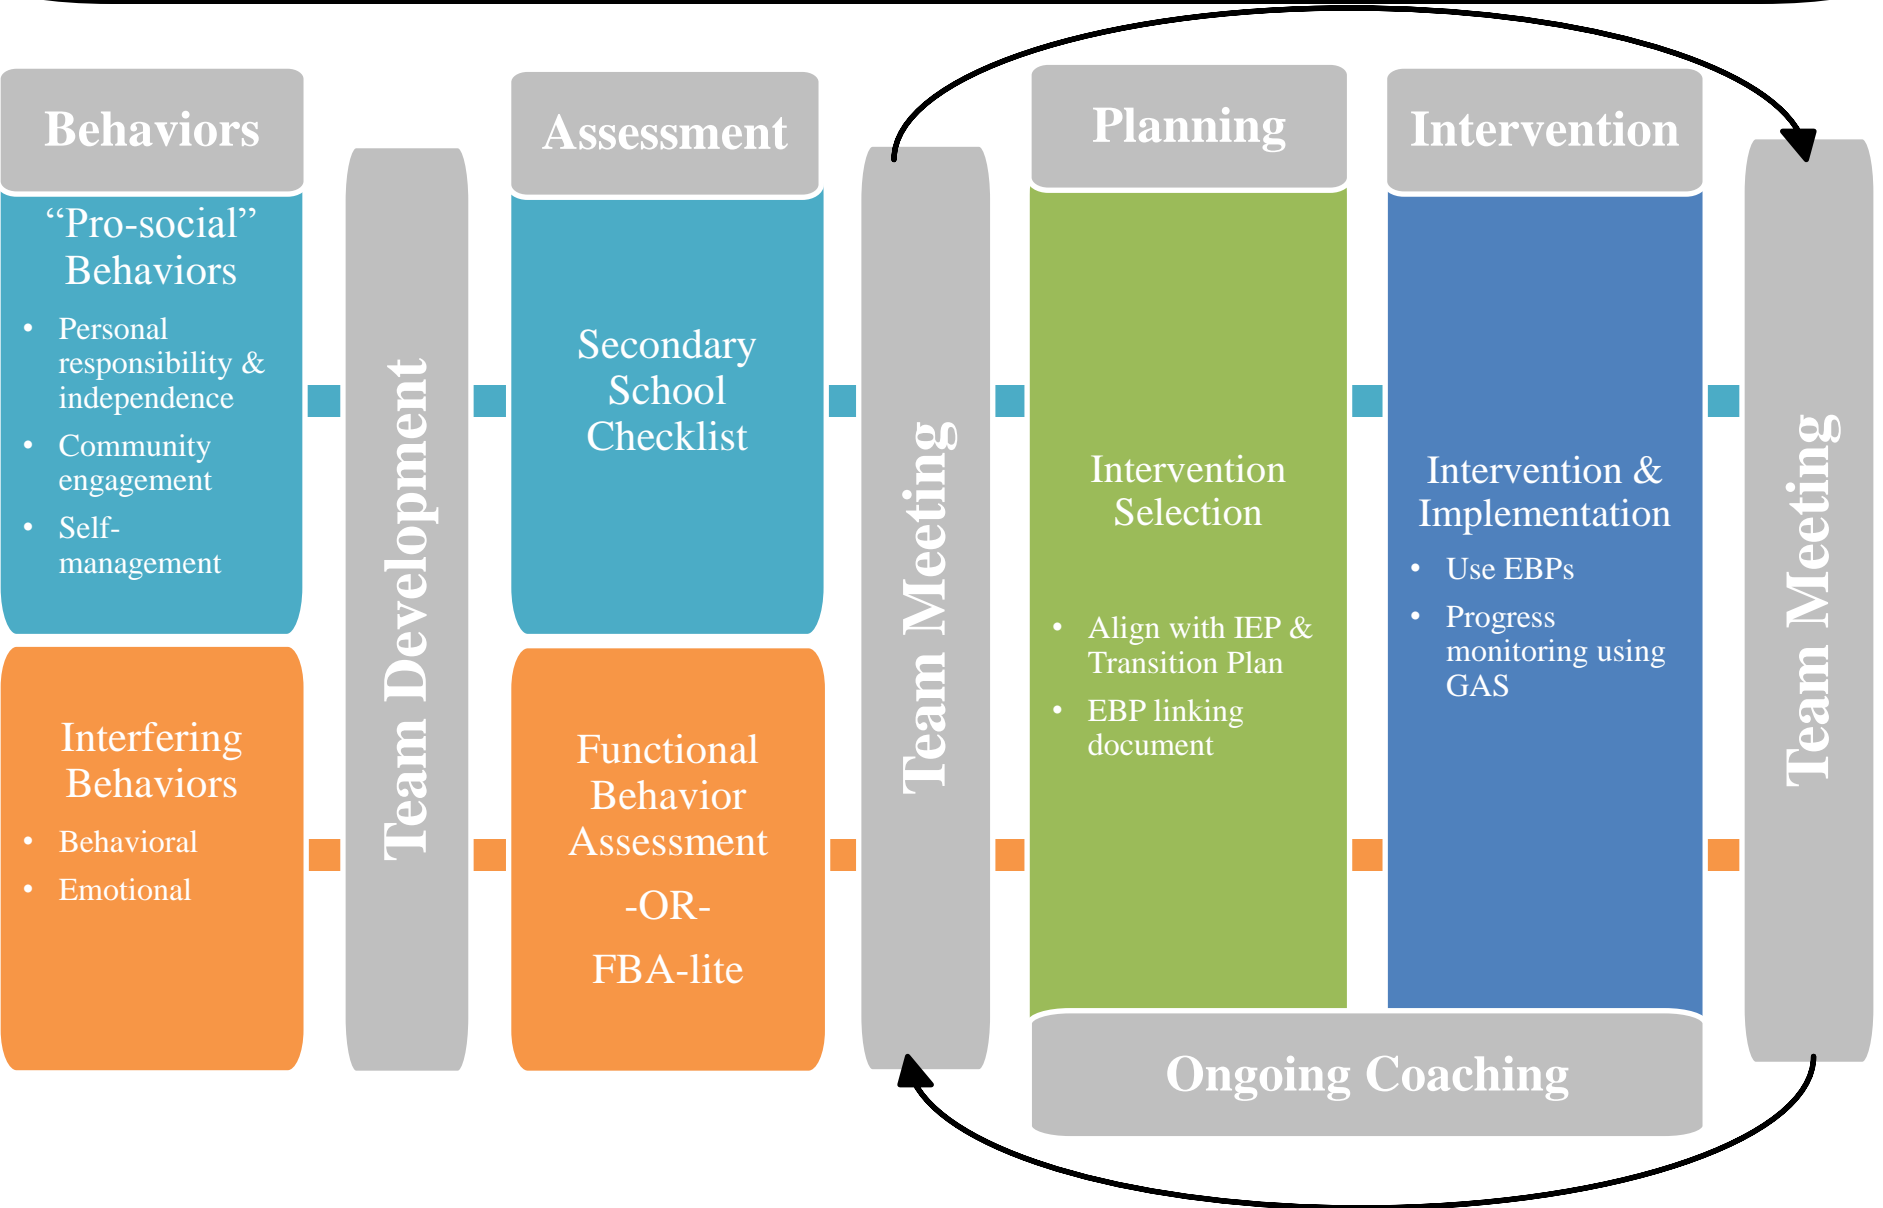 Behaviors
“Pro-social”
Behaviors
• Personal
responsibility &
independence
• Community
engagement
• Self-
management
Interfering
Behaviors
• Behavioral
• Emotional
Team Development
Assessment
Secondary
School
Checklist
Functional
Behavior
Assessment
-OR-
FBA-lite
Team Meeting
Planning
Intervention
Selection
• Align with IEP &
Transition Plan
• EBP linking
document
Intervention
Intervention &
Implementation
• Use EBPs
• Progress
monitoring using
GAS
Ongoing Coaching
Team Meeting